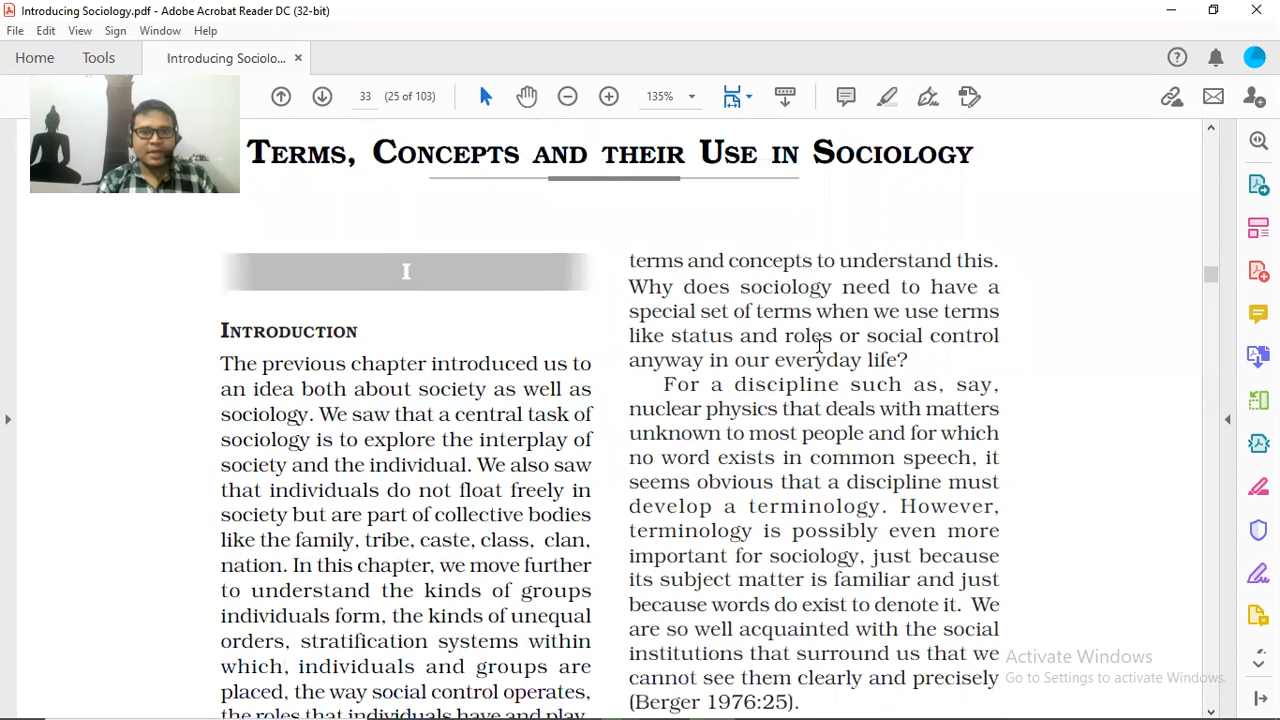 Introducing Sociology.pdf - Adobe Acrobat Reader DC (32-bit)
File Edit View Sign Window Help
Home Tools Introducing Sociolo... ×
33 (25 of 103) 135%
TERMS, CONCEPTS AND THEIR USE IN SOCIOLOGY
I
INTRODUCTION
The previous chapter introduced us to
an idea both about society as well as
sociology. We saw that a central task of
sociology is to explore the interplay of
society and the individual. We also saw
that individuals do not float freely in
society but are part of collective bodies
like the family, tribe, caste, class, clan,
nation. In this chapter, we move further
to understand the kinds of groups
individuals form, the kinds of unequal
orders, stratification systems within
which, individuals and groups are
placed, the way social control operates,
the roles that individuals have and play,
terms and concepts to understand this.
Why does sociology need to have a
special set of terms when we use terms
like status and roles or social control
anyway in our everyday life?
For a discipline such as, say,
nuclear physics that deals with matters
unknown to most people and for which
no word exists in common speech, it
seems obvious that a discipline must
develop a terminology. However,
terminology is possibly even more
important for sociology, just because
its subject matter is familiar and just
because words do exist to denote it. We
are so well acquainted with the social
institutions that surround us that we
cannot see them clearly and precisely
(Berger 1976:25).
Activate Windows
Go to Settings to activate Windows.